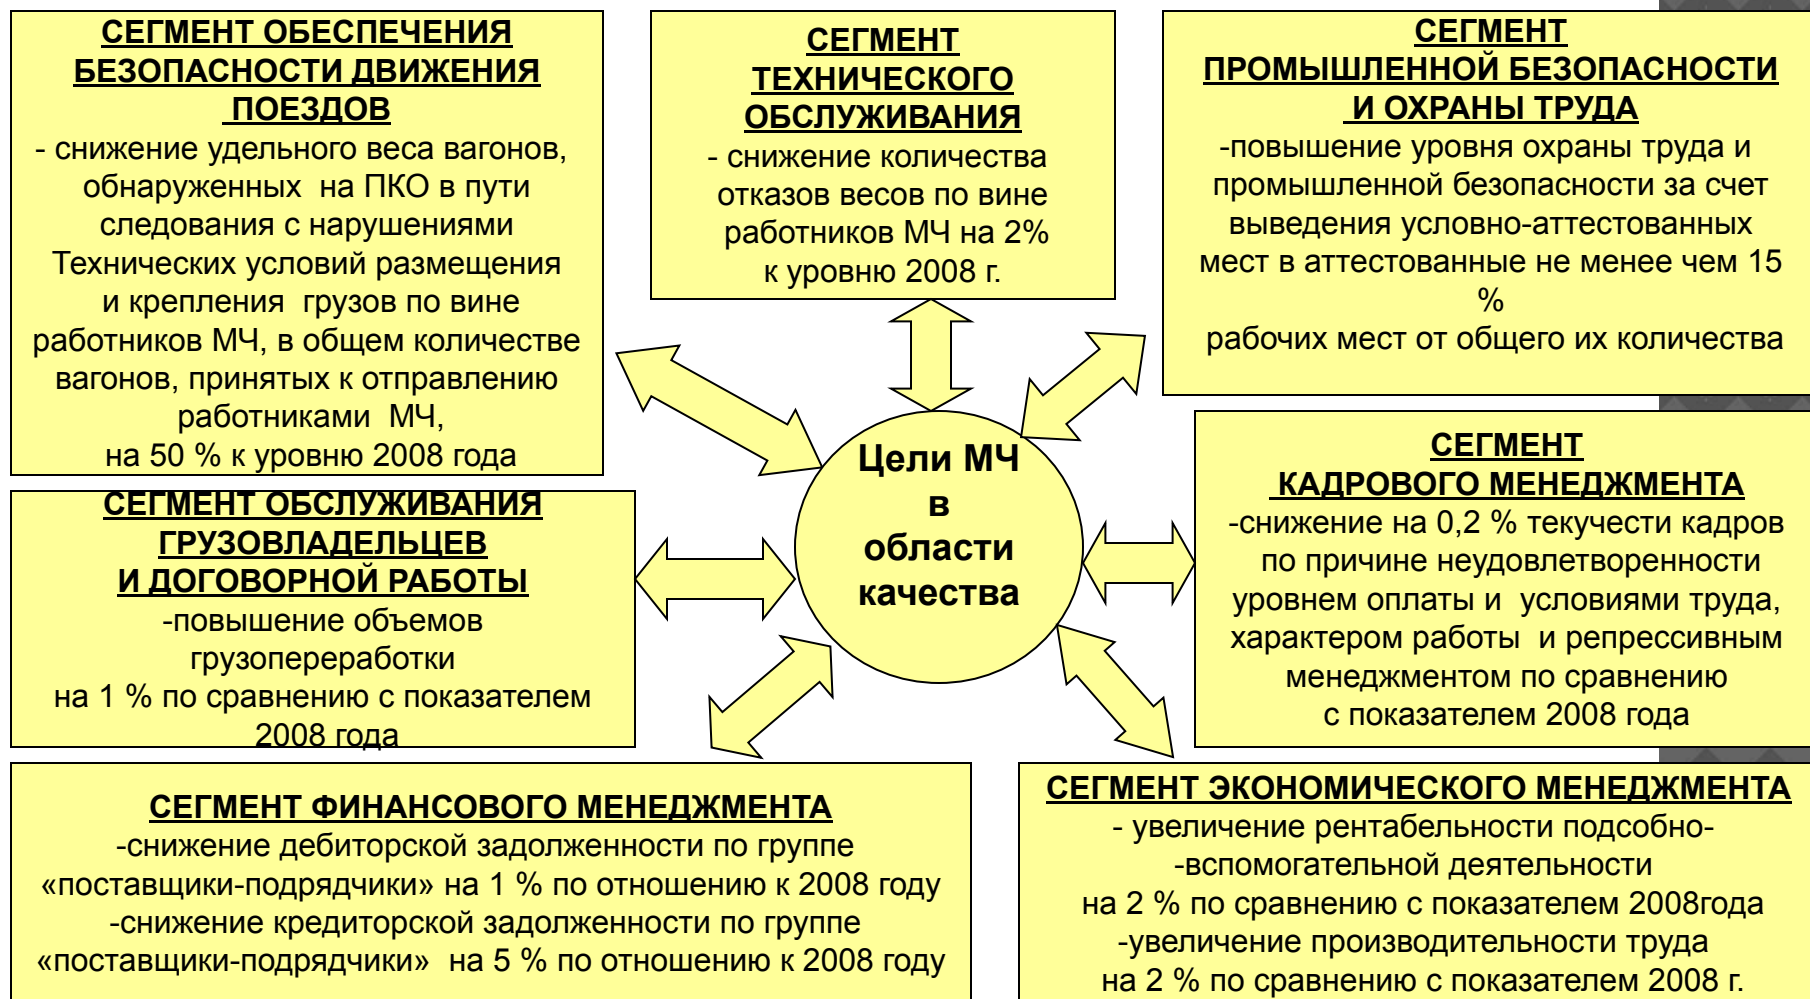 СЕГМЕНТ ОБЕСПЕЧЕНИЯ
БЕЗОПАСНОСТИ ДВИЖЕНИЯ
ПОЕЗДОВ
- снижение удельного веса вагонов,
обнаруженных на ПКО в пути
следования с нарушениями
Технических условий размещения
и крепления грузов по вине
работников МЧ, в общем количестве
вагонов, принятых к отправлению
работниками МЧ,
на 50 % к уровню 2008 года
СЕГМЕНТ
ТЕХНИЧЕСКОГО
ОБСЛУЖИВАНИЯ
- снижение количества
отказов весов по вине
работников МЧ на 2%
к уровню 2008 г.
СЕГМЕНТ
ПРОМЫШЛЕННОЙ БЕЗОПАСНОСТИ
И ОХРАНЫ ТРУДА
-повышение уровня охраны труда и
промышленной безопасности за счет
выведения условно-аттестованных
мест в аттестованные не менее чем 15
%
рабочих мест от общего их количества
Цели МЧ
в
области
качества
СЕГМЕНТ ОБСЛУЖИВАНИЯ
ГРУЗОВЛАДЕЛЬЦЕВ
И ДОГОВОРНОЙ РАБОТЫ
-повышение объемов
грузопереработки
на 1 % по сравнению с показателем
2008 года
СЕГМЕНТ
КАДРОВОГО МЕНЕДЖМЕНТА
-снижение на 0,2 % текучести кадров
по причине неудовлетворенности
уровнем оплаты и условиями труда,
характером работы и репрессивным
менеджментом по сравнению
с показателем 2008 года
СЕГМЕНТ ФИНАНСОВОГО МЕНЕДЖМЕНТА
-снижение дебиторской задолженности по группе
«поставщики-подрядчики» на 1 % по отношению к 2008 году
-снижение кредиторской задолженности по группе
«поставщики-подрядчики» на 5 % по отношению к 2008 году
СЕГМЕНТ ЭКОНОМИЧЕСКОГО МЕНЕДЖМЕНТА
- увеличение рентабельности подсобно-
-вспомогательной деятельности
на 2 % по сравнению с показателем 2008года
-увеличение производительности труда
на 2 % по сравнению с показателем 2008 г.